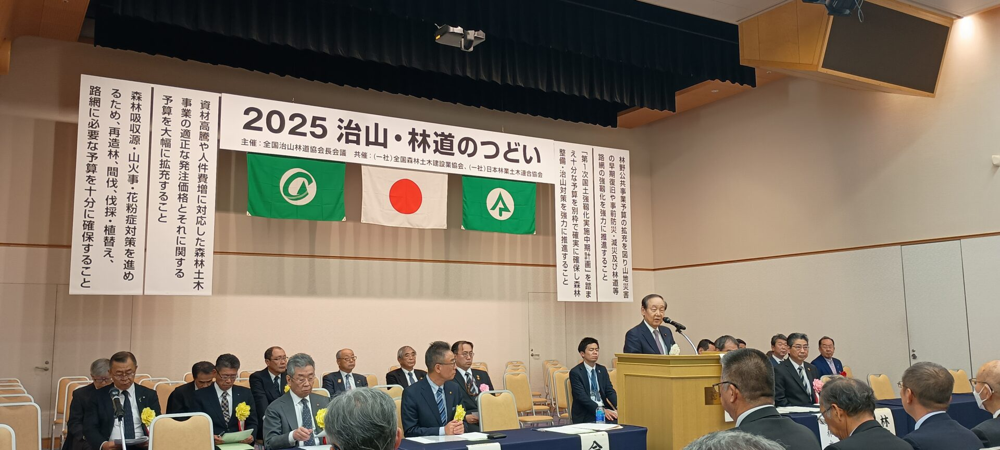 2025 治山・林道のつどい
主催：全国治山林道協会長会議　共催：(一社)全国森林土木建設業協会、(一社)日本林業土木連合協会
林野公共事業予算の拡充を図り山地災害
の早期復旧や事前防災・減災及び林道等
路網の強靱化を強力に推進すること
「第1次国土強靱化実施中期計画」を踏ま
え十分な予算を別枠で確実に確保し森林
整備・治山対策を強力に推進すること
資材高騰や人件費増に対応した森林土木
事業の適正な発注価格とそれに関する
予算を大幅に拡充すること
森林吸収源・山火事・花粉症対策を進め
るため、再造林、間伐、伐採・植替え、
路網に必要な予算を十分に確保すること
林